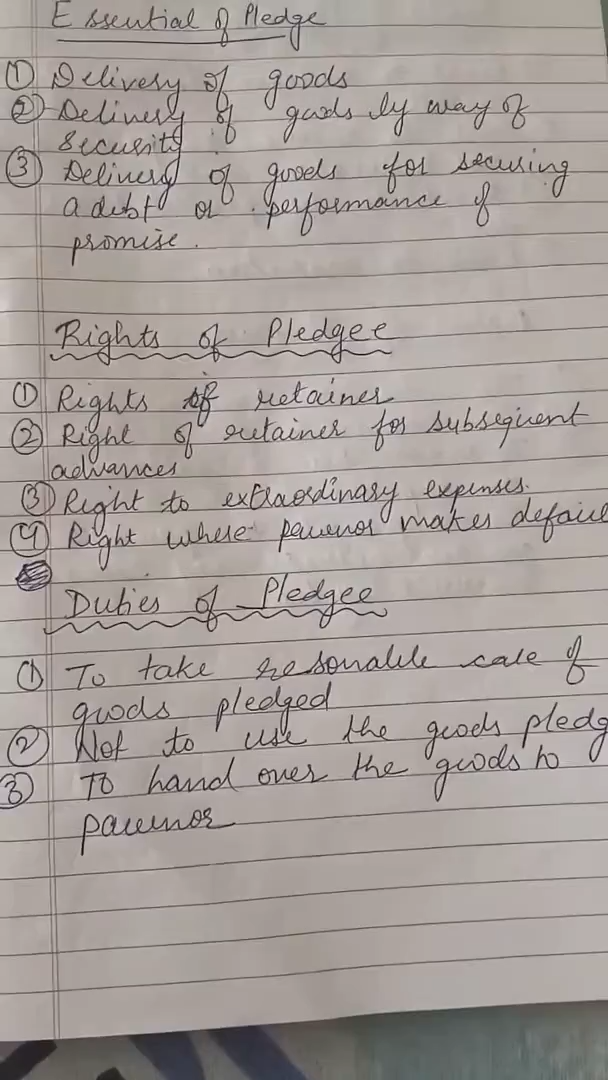 Essential of Pledge
① Delivery of goods
② Delivery of goods by way of
security.
③ Delivery of goods for securing
a debt or performance of
promise.
Rights of Pledgee
① Rights of retainer
② Right of retainer for subsequent
advances
③ Right to extraordinary expenses.
④ Right where pawnor makes defaul
Duties of Pledgee
① To take resonable care of
goods pledged
② Not to use the goods pledg
③ To hand over the goods to
pawnor